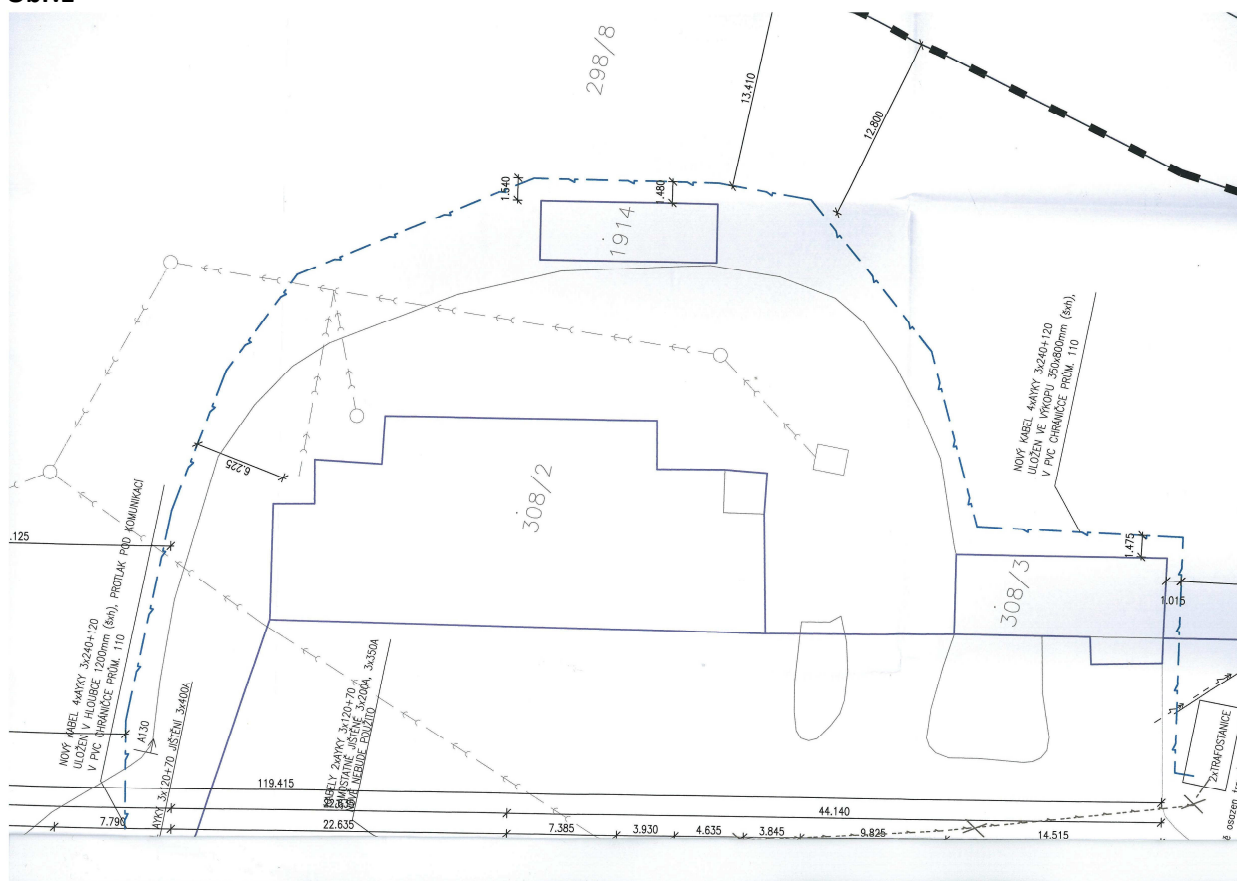 298/8
13.410
12.800
1.640
1.480
1914
NOVÝ KABEL 4xAYKY 3x240+120
ULOŽEN VE VÝKOPU 350x800mm (šxh),
V PVC CHRÁNIČCE PRŮM. 110
6.225
308/2
.125
1.475
308/3
1.015
NOVÝ KABEL 4xAYKY 3x240+120
ULOŽEN V HLOUBCE 1200mm (šxh), PROTLAK POD KOMUNIKACÍ
V PVC CHRÁNIČCE PRŮM. 110
A130
AYKY 3x120+70 JIŠTĚNÍ 3x400A
KABELY 2xAYKY 3x120+70
SAMOSTATNĚ JIŠTĚNÉ 3x200A, 3x350A
NEBUDE POUŽITO
2xTRAFOSTANICE
osazen
119.415
44.140
7.790
22.635
7.385
3.930
4.635
3.845
9.825
14.515